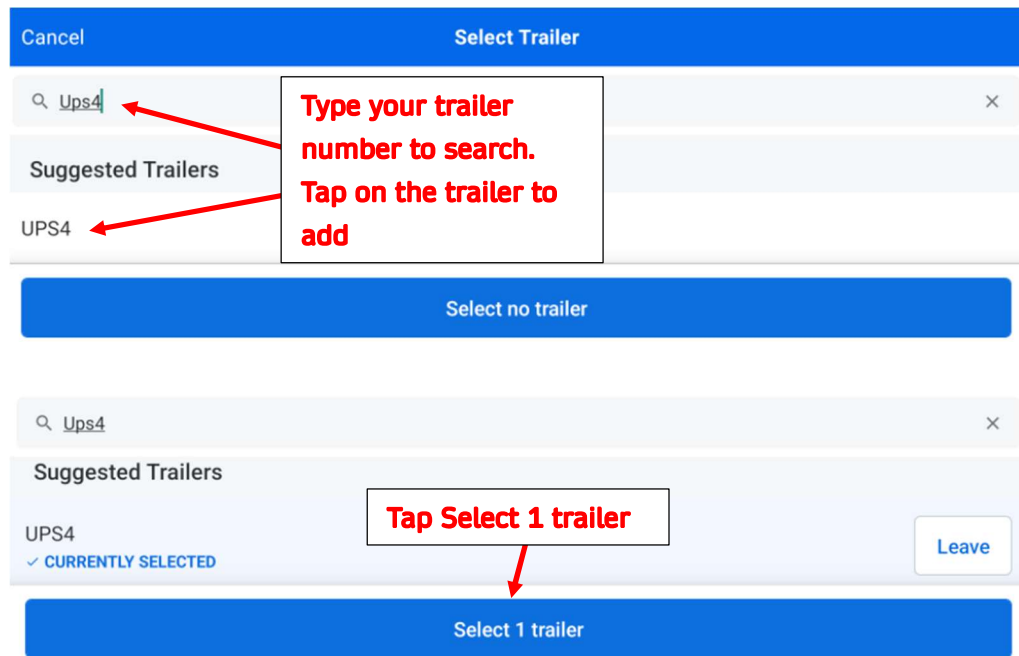 Cancel
Select Trailer
Ups4
Type your trailer
number to search.
Tap on the trailer to
add
Suggested Trailers
UPS4
Select no trailer
Ups4
Suggested Trailers
Tap Select 1 trailer
UPS4
CURRENTLY SELECTED
Leave
Select 1 trailer